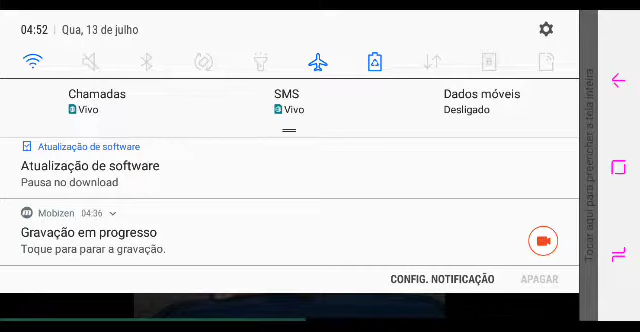 04:52 | Qua, 13 de julho
Chamadas
Vivo
SMS
Vivo
Dados móveis
Desligado
Atualização de software
Atualização de software
Pausa no download
Mobizen 04:36
Gravação em progresso
Toque para parar a gravação.
CONFIG. NOTIFICAÇÃO
APAGAR
Tocar aqui para preencher a tela inteira